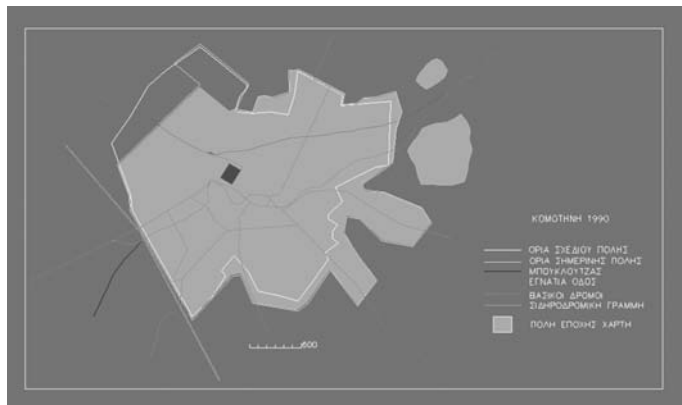 ΚΟΜΟΤΗΝΗ 1990
ΟΡΙΑ ΣΧΕΔΙΟΥ ΠΟΛΗΣ
ΟΡΙΑ ΣΗΜΕΡΙΝΗΣ ΠΟΛΗΣ
ΜΠΟΥΚΛΟΥΤΖΑΣ
ΕΓΝΑΤΙΑ ΟΔΟΣ
ΒΑΣΙΚΟΙ ΔΡΟΜΟΙ
ΣΙΔΗΡΟΔΡΟΜΙΚΗ ΓΡΑΜΜΗ
ΠΟΛΗ ΕΠΟΧΗΣ ΧΑΡΤΗ
600